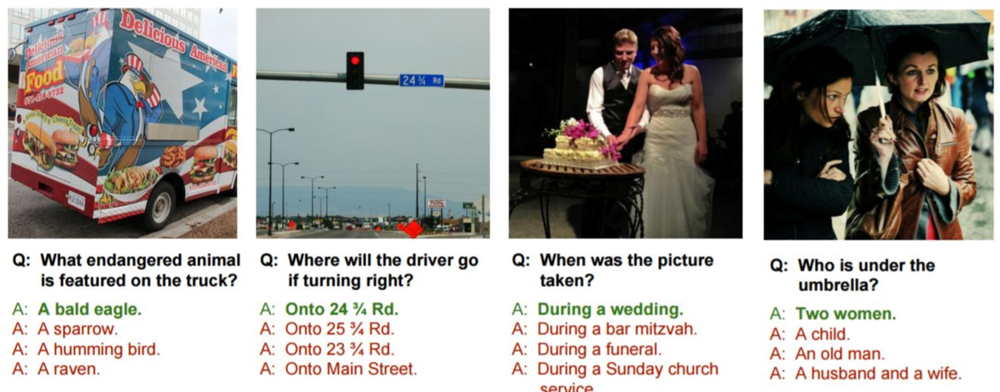 Delicious American
Delicious
American
Food
24 ¾ Rd
Q: What endangered animal
is featured on the truck?
A: A bald eagle.
A: A sparrow.
A: A humming bird.
A: A raven.
Q: Where will the driver go
if turning right?
A: Onto 24 ¾ Rd.
A: Onto 25 ¾ Rd.
A: Onto 23 ¾ Rd.
A: Onto Main Street.
Q: When was the picture
taken?
A: During a wedding.
A: During a bar mitzvah.
A: During a funeral.
A: During a Sunday church
service.
Q: Who is under the
umbrella?
A: Two women.
A: A child.
A: An old man.
A: A husband and a wife.